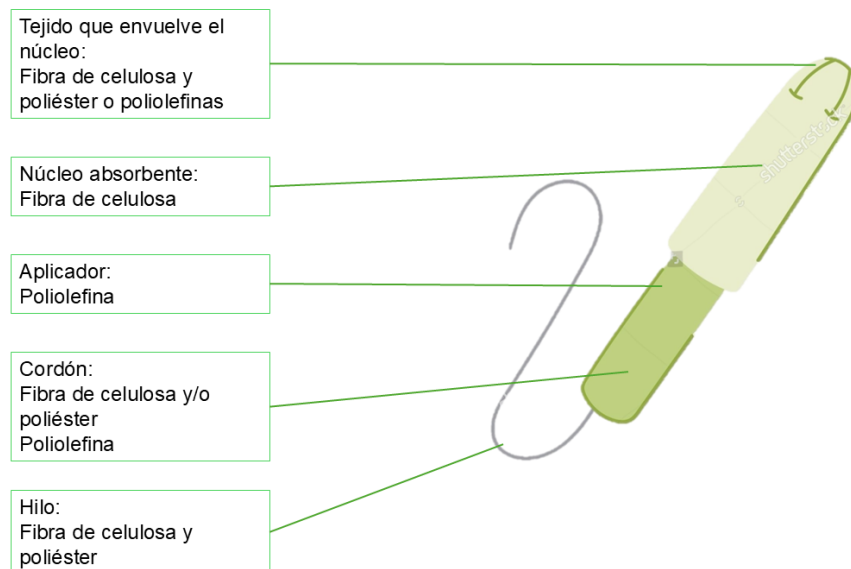 Tejido que envuelve el
núcleo:
Fibra de celulosa y
poliéster o poliolefinas
Núcleo absorbente:
Fibra de celulosa
Aplicador:
Poliolefina
Cordón:
Fibra de celulosa y/o
poliéster
Poliolefina
Hilo:
Fibra de celulosa y
poliéster
shutterstock